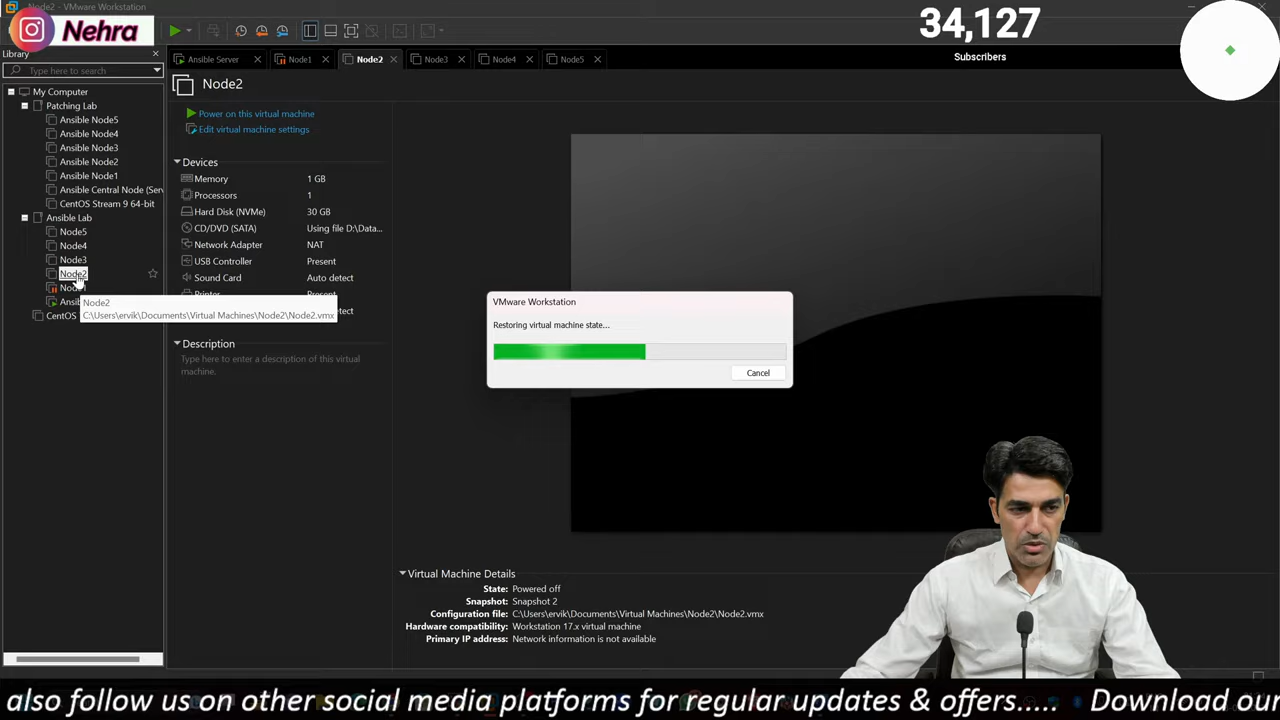 Node2 - VMware Workstation
Nehra
34,127
Subscribers
Library
Type here to search
My Computer
Patching Lab
Ansible Node5
Ansible Node4
Ansible Node3
Ansible Node2
Ansible Node1
Ansible Central Node (Ser
CentOS Stream 9 64-bit
Ansible Lab
Node5
Node4
Node3
Node2
Node1
Ansi
CentOS
Node2
C:\Users\ervik\Documents\Virtual Machines\Node2\Node2.vmx
Ansible Server
Node1
Node2
Node3
Node4
Node5
Node2
Power on this virtual machine
Edit virtual machine settings
Devices
Memory 1 GB
Processors 1
Hard Disk (NVMe) 30 GB
CD/DVD (SATA) Using file D:\Data...
Network Adapter NAT
USB Controller Present
Sound Card Auto detect
Printer Present
Description
Type here to enter a description of this virtual
machine.
VMware Workstation
Restoring virtual machine state...
Cancel
Virtual Machine Details
State: Powered off
Snapshot: Snapshot 2
Configuration file: C:\Users\ervik\Documents\Virtual Machines\Node2\Node2.vmx
Hardware compatibility: Workstation 17.x virtual machine
Primary IP address: Network information is not available
also follow us on other social media platforms for regular updates & offers..... Download our